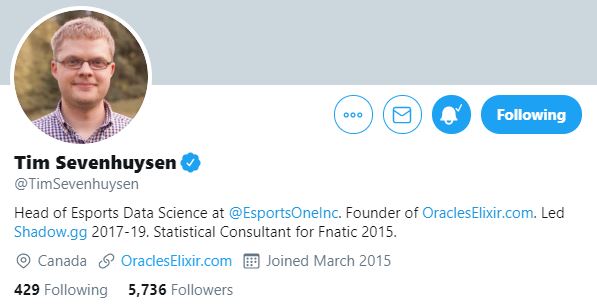 Following
Tim Sevenhuysen
@TimSevenhuysen
Head of Esports Data Science at @EsportsOneInc. Founder of OraclesElixir.com. Led
Shadow.gg 2017-19. Statistical Consultant for Fnatic 2015.
Canada OraclesElixir.com Joined March 2015
429 Following 5,736 Followers